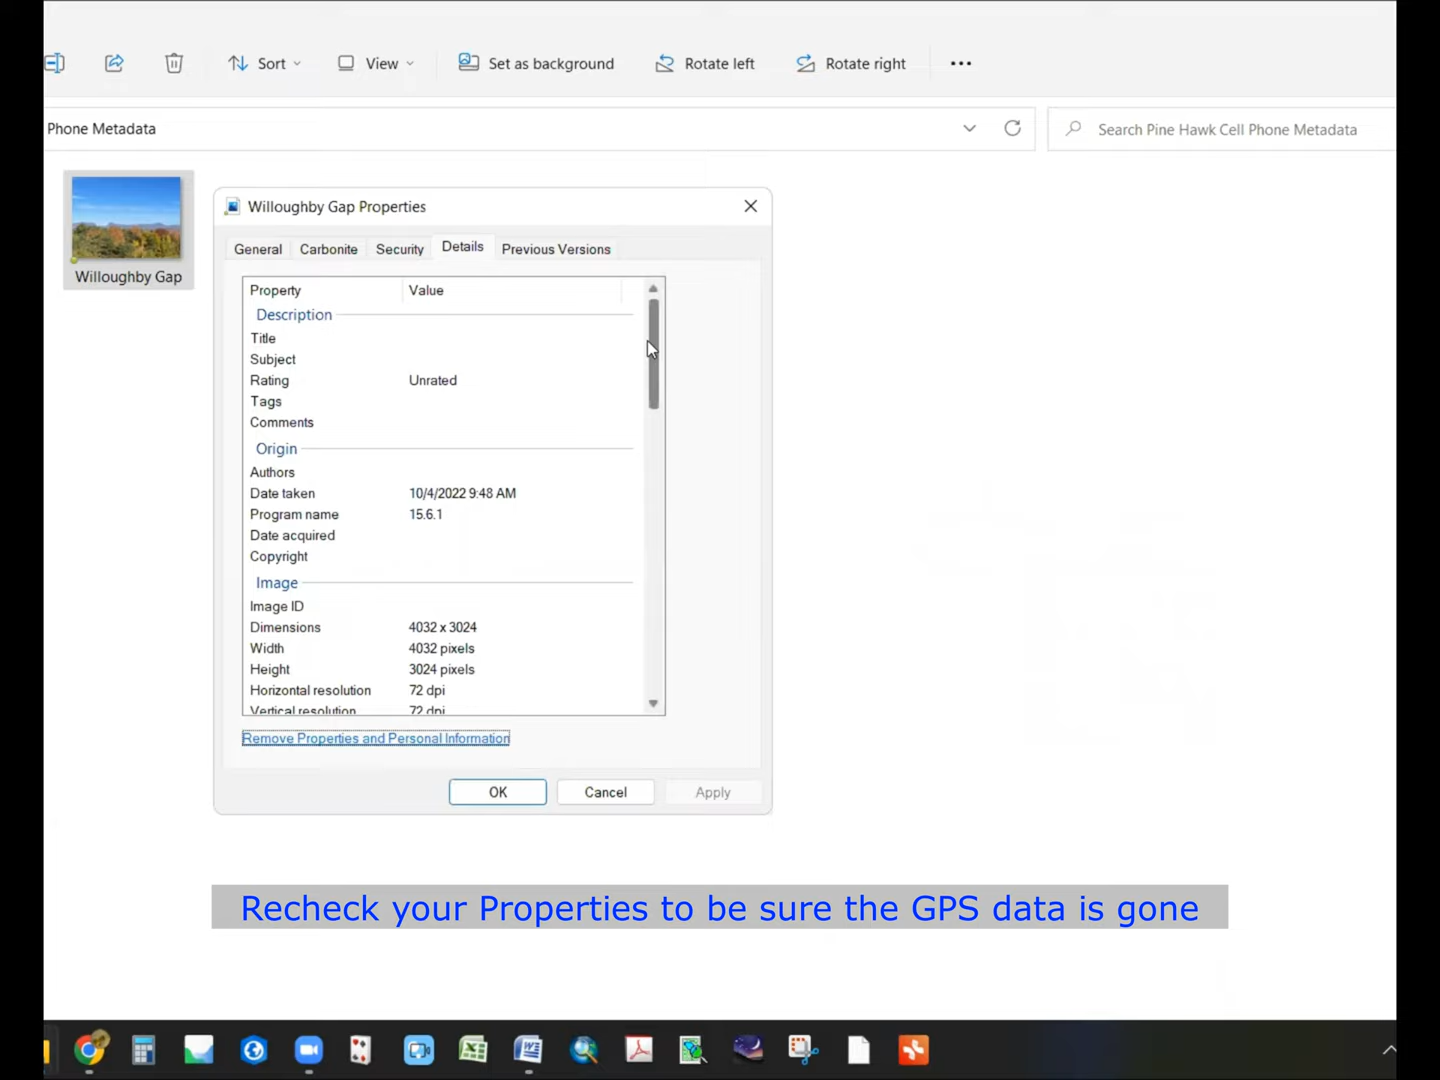 Sort
View
Set as background
Rotate left
Rotate right
Phone Metadata
Search Pine Hawk Cell Phone Metadata
Willoughby Gap
Willoughby Gap Properties
General Carbonite Security Details Previous Versions
Property Value
Description
Title
Subject
Rating Unrated
Tags
Comments
Origin
Authors
Date taken 10/4/2022 9:48 AM
Program name 15.6.1
Date acquired
Copyright
Image
Image ID
Dimensions 4032 x 3024
Width 4032 pixels
Height 3024 pixels
Horizontal resolution 72 dpi
Vertical resolution 72 dpi
Remove Properties and Personal Information
OK Cancel Apply
Recheck your Properties to be sure the GPS data is gone